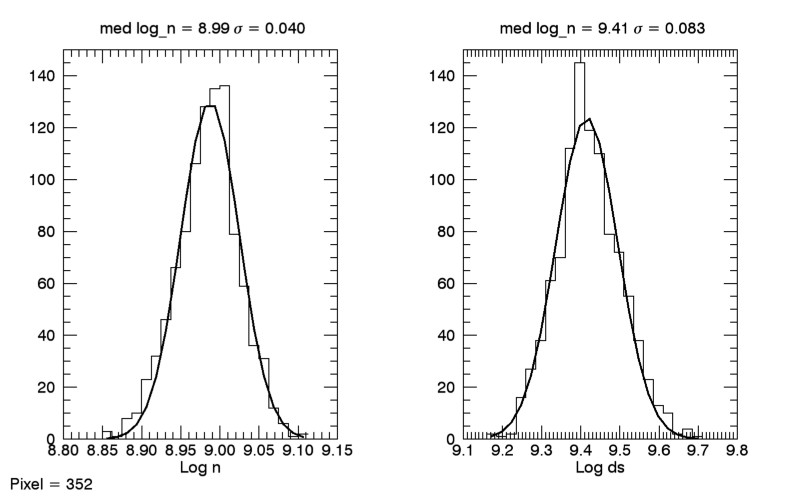 med log_n = 8.99 σ = 0.040
med log_n = 9.41 σ = 0.083
140
120
100
80
60
40
20
0
8.80 8.85 8.90 8.95 9.00 9.05 9.10 9.15
Log n
140
120
100
80
60
40
20
0
9.1 9.2 9.3 9.4 9.5 9.6 9.7 9.8
Log ds
Pixel = 352